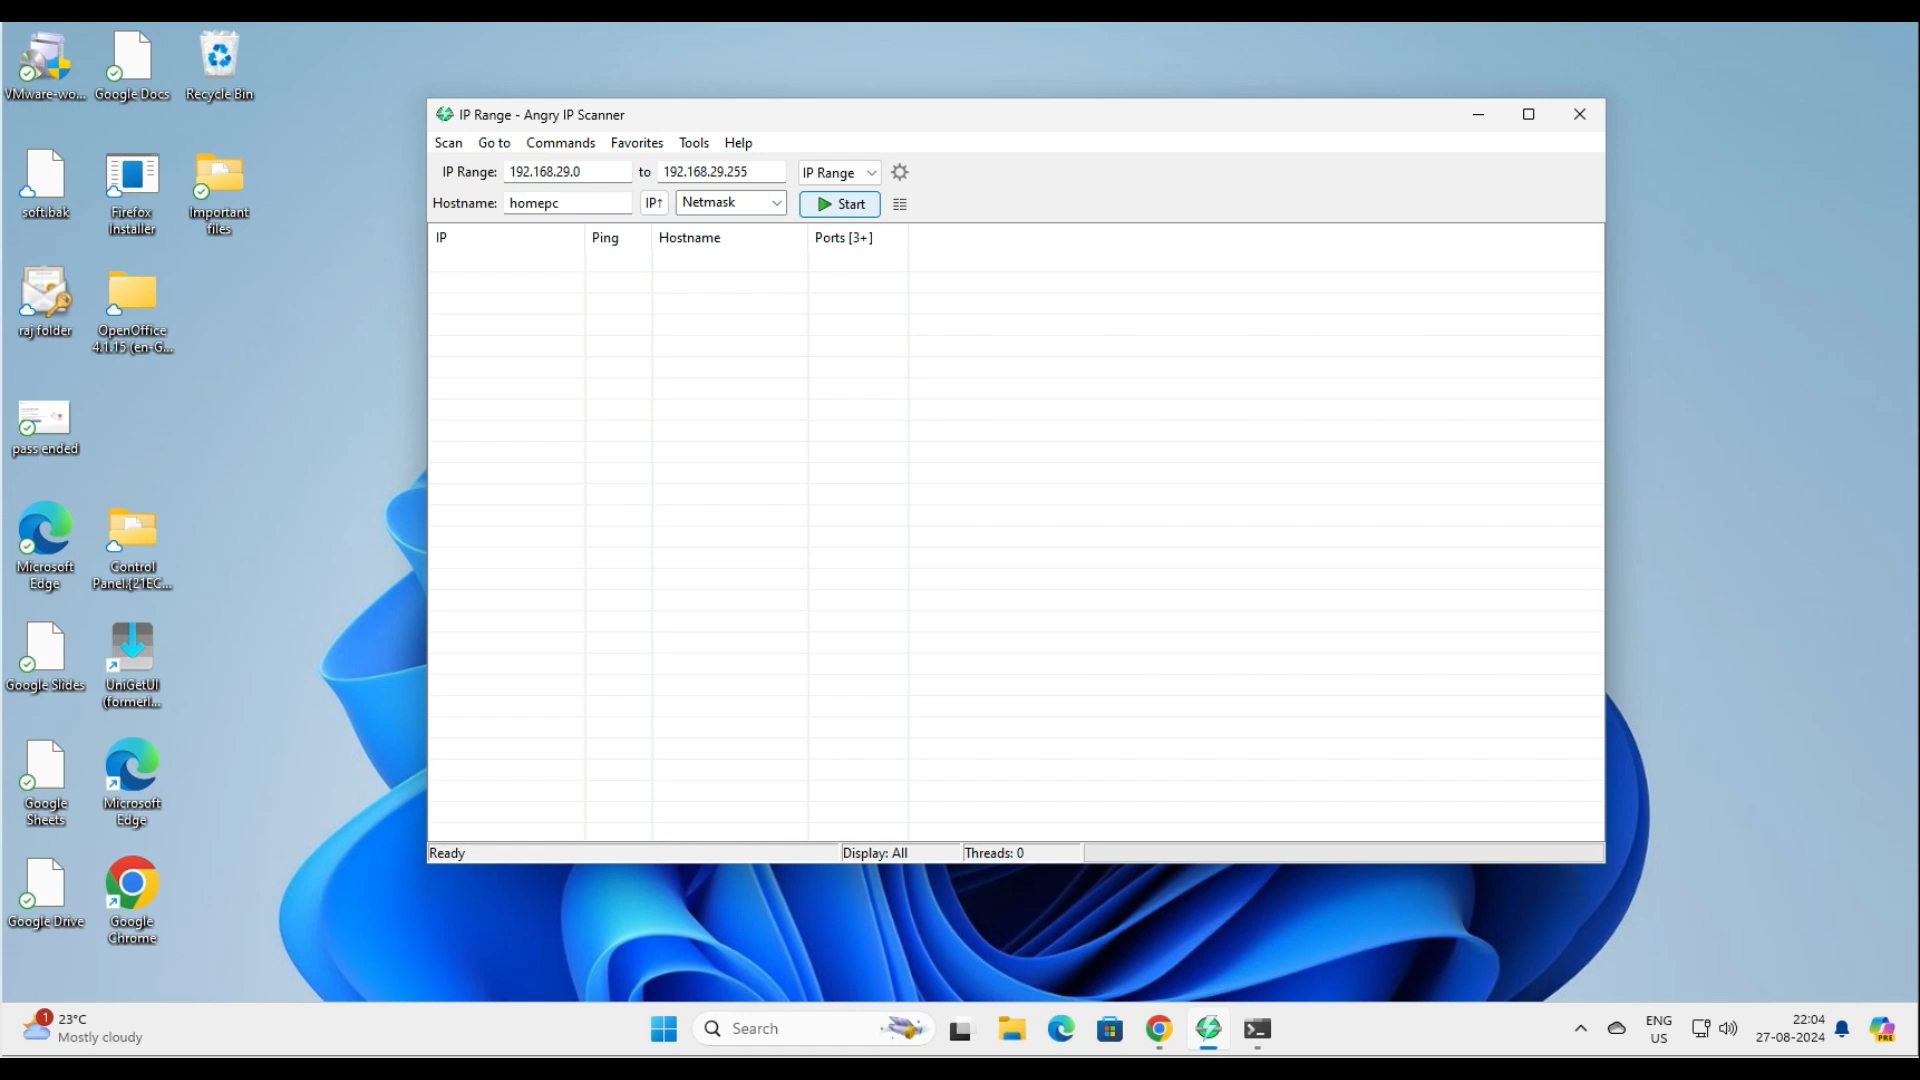 VMware-wo...
Google Docs
Recycle Bin
softibak
Firefox
Installer
Important
files
raj folder
OpenOffice
4.1.15 (en-G...
pass ended
Microsoft
Edge
Control
Panel.{21EC...
Google Slides
UniGetUI
(formerl...
Google
Sheets
Microsoft
Edge
Google Drive
Google
Chrome
IP Range - Angry IP Scanner
Scan Go to Commands Favorites Tools Help
IP Range: 192.168.29.0 to 192.168.29.255 IP Range
Hostname: homepc IP↑ Netmask Start
IP Ping Hostname Ports [3+]
Ready Display: All Threads: 0
1
23°C
Mostly cloudy
Search
ENG
US
22:04
27-08-2024
PRE